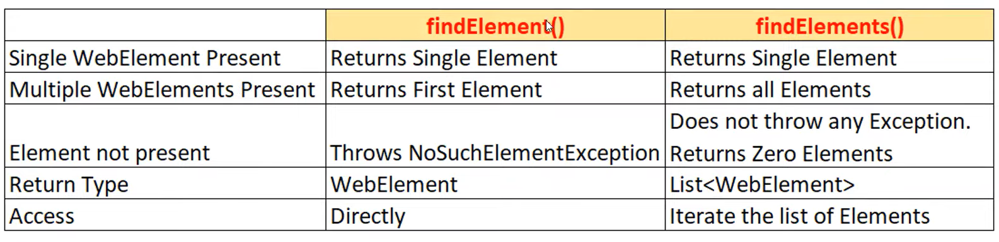 findElement() findElements()
Single WebElement Present Returns Single Element Returns Single Element
Multiple WebElements Present Returns First Element Returns all Elements
Does not throw any Exception.
Element not present Throws NoSuchElementException Returns Zero Elements
Return Type WebElement List<WebElement>
Access Directly Iterate the list of Elements